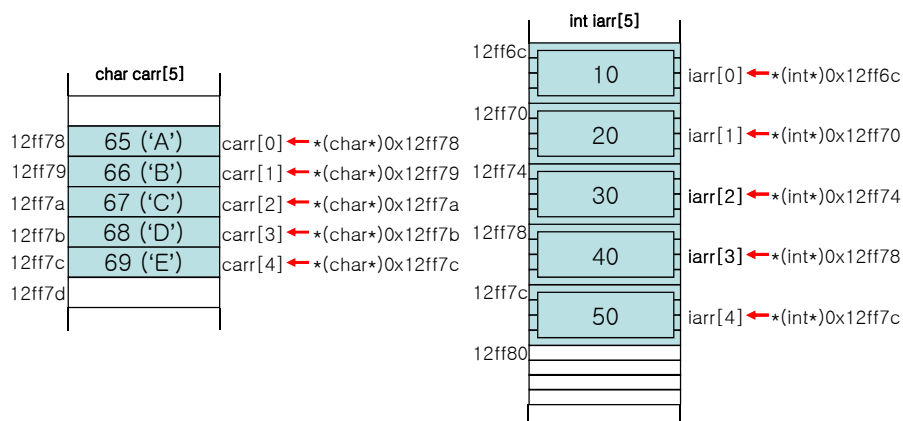 char carr[5]
12ff78 65 (‘A’) carr[0] *(char*)0x12ff78
12ff79 66 (‘B’) carr[1] *(char*)0x12ff79
12ff7a 67 (‘C’) carr[2] *(char*)0x12ff7a
12ff7b 68 (‘D’) carr[3] *(char*)0x12ff7b
12ff7c 69 (‘E’) carr[4] *(char*)0x12ff7c
12ff7d
int iarr[5]
12ff6c
10 iarr[0] *(int*)0x12ff6c
12ff70
20 iarr[1] *(int*)0x12ff70
12ff74
30 iarr[2] *(int*)0x12ff74
12ff78
40 iarr[3] *(int*)0x12ff78
12ff7c
50 iarr[4] *(int*)0x12ff7c
12ff80